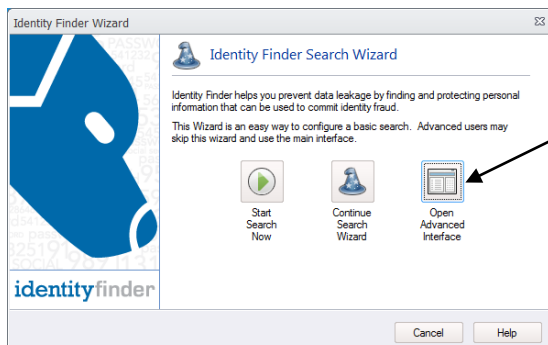 Identity Finder Wizard
Identity Finder Search Wizard
Identity Finder helps you prevent data leakage by finding and protecting personal
information that can be used to commit identity fraud.
This Wizard is an easy way to configure a basic search. Advanced users may
skip this wizard and use the main interface.
Start
Search
Now
Continue
Search
Wizard
Open
Advanced
Interface
identityfinder
Cancel
Help